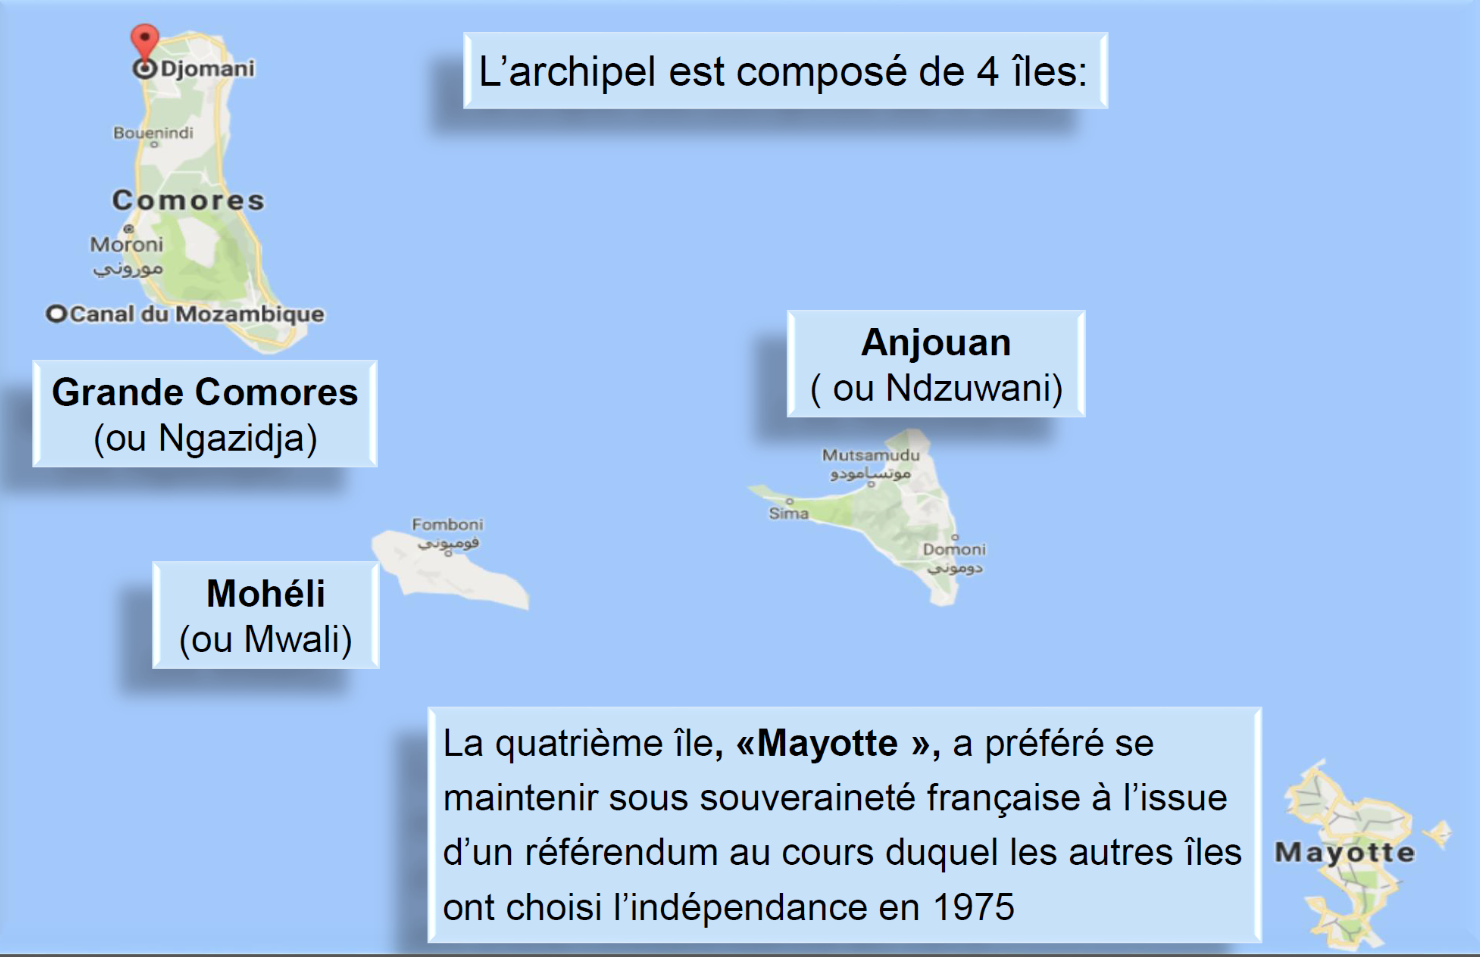 L'archipel est composé de 4 îles:
Djomani
Bouenindi
Comores
Moroni
موروني
Canal du Mozambique
Grande Comores
(ou Ngazidja)
Anjouan
( ou Ndzuwani)
Mutsamudu
موتسامودو
Sima
Domoni
دوموني
Fomboni
فومبوني
Mohéli
(ou Mwali)
La quatrième île, «Mayotte », a préféré se
maintenir sous souveraineté française à l'issue
d'un référendum au cours duquel les autres îles
ont choisi l'indépendance en 1975
Mayotte